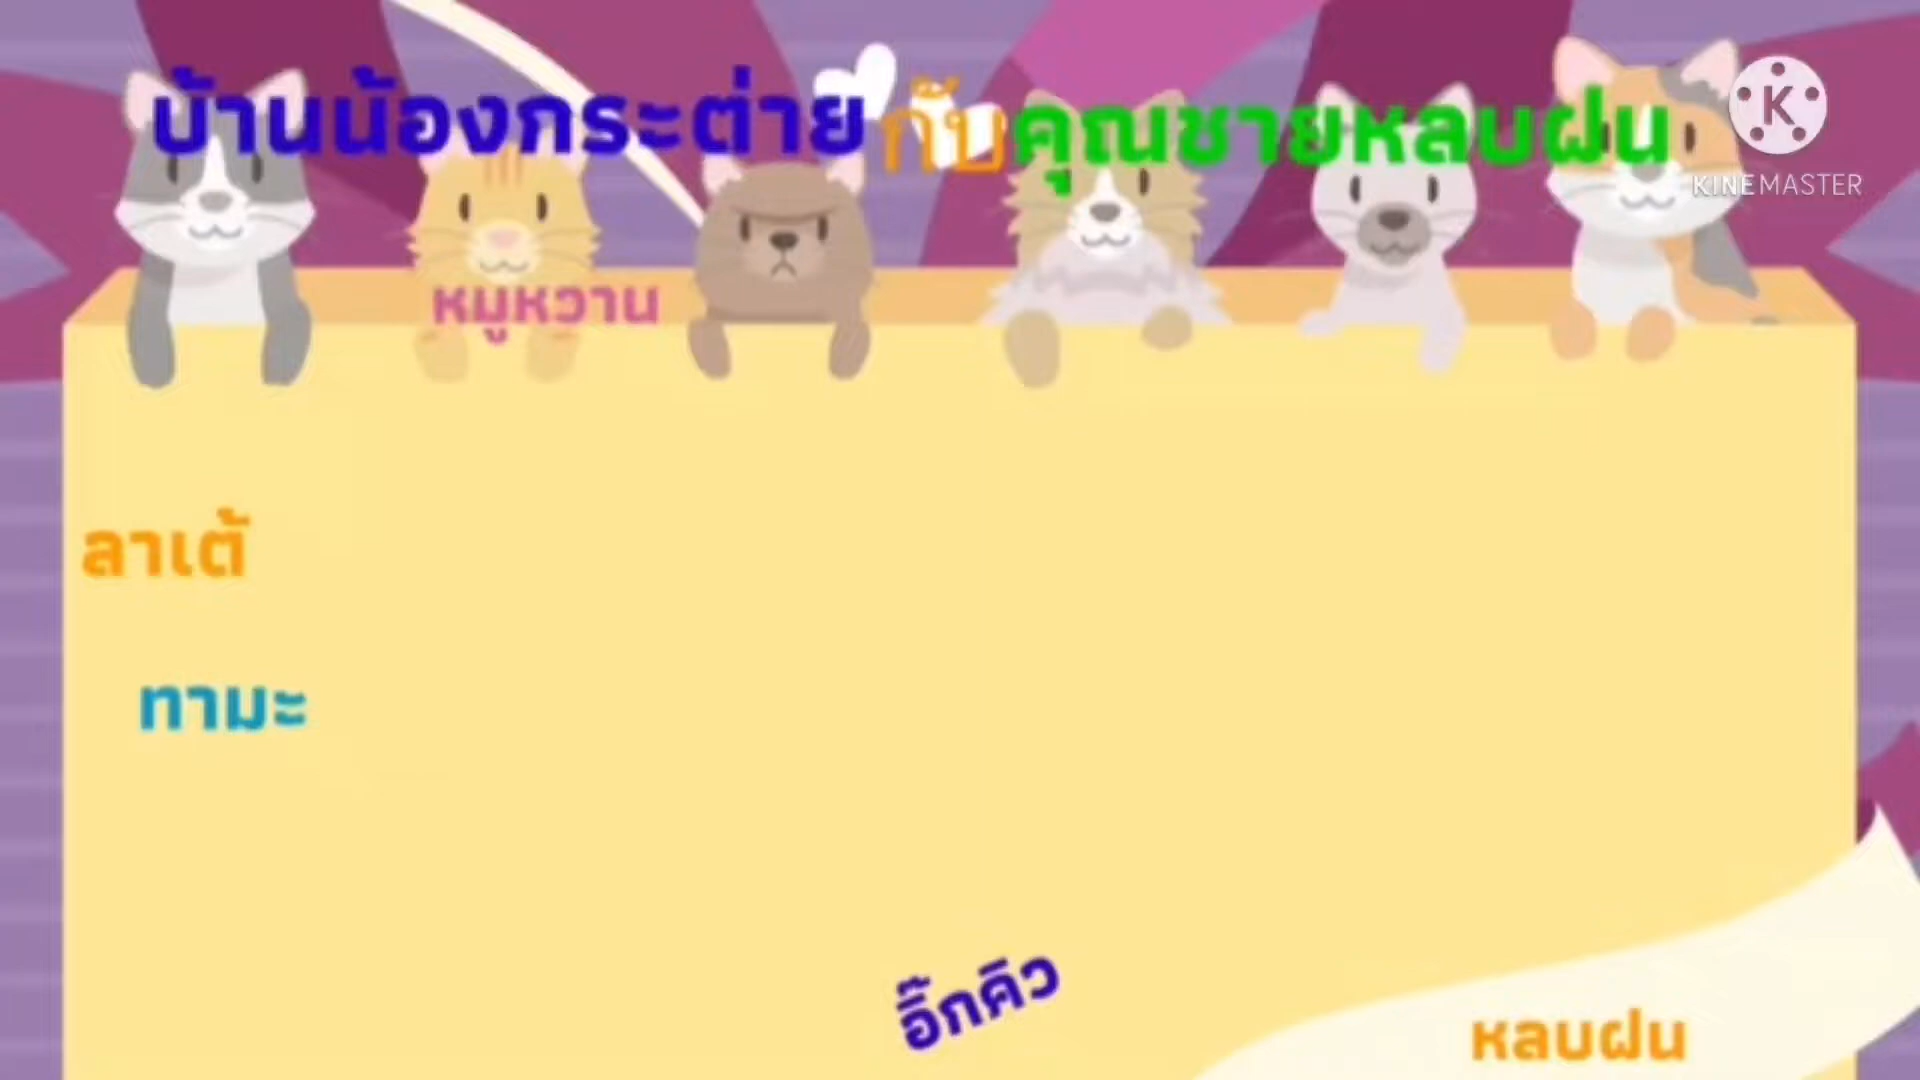 บ้านน้องกระต่ายกั๊บคุณชายหลบฝน
KINEMASTER
หมูหวาน
ลาเต้
ทามะ
อิ๊กคิว
หลบฝน